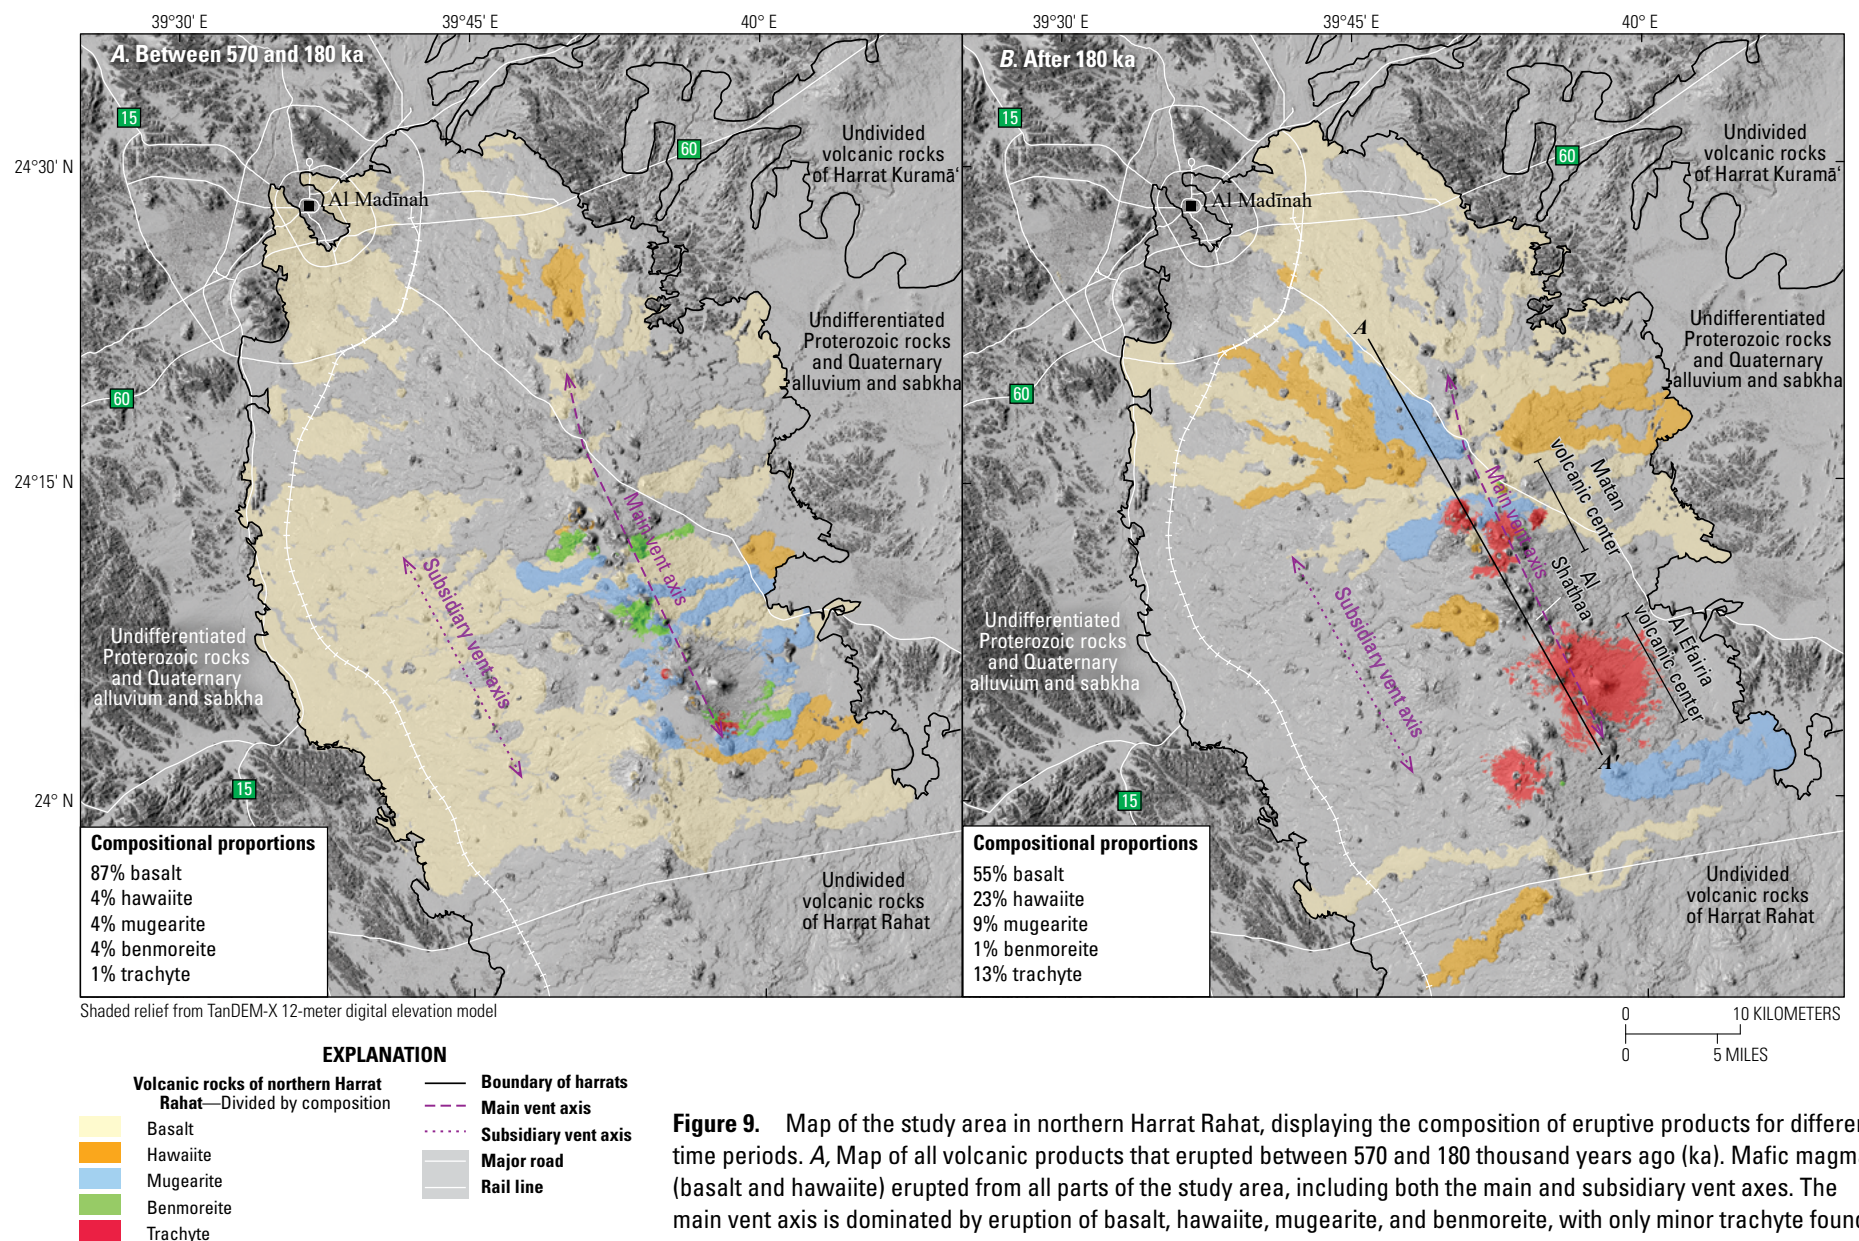 39°30' E
39°45' E
40° E
39°30' E
39°45' E
40° E
24°30' N
24°15' N
24° N
A. Between 570 and 180 ka
15
60
Undivided
volcanic rocks
of Harrat Kuramāʻ
Al Madīnah
Undifferentiated
Proterozoic rocks
and Quaternary
alluvium and sabkha
60
Main vent axis
Subsidiary vent axis
Undifferentiated
Proterozoic rocks
and Quaternary
alluvium and sabkha
15
Compositional proportions
87% basalt
4% hawaiite
4% mugearite
4% benmoreite
1% trachyte
Undivided
volcanic rocks
of Harrat Rahat
B. After 180 ka
15
60
Undivided
volcanic rocks
of Harrat Kuramāʻ
Al Madīnah
Undifferentiated
Proterozoic rocks
and Quaternary
alluvium and sabkha
A
60
Matan
volcanic center
Main vent axis
Al
Shathaa
Al Efairia
volcanic center
Subsidiary vent axis
Undifferentiated
Proterozoic rocks
and Quaternary
alluvium and sabkha
A'
15
Compositional proportions
55% basalt
23% hawaiite
9% mugearite
1% benmoreite
13% trachyte
Undivided
volcanic rocks
of Harrat Rahat
Shaded relief from TanDEM-X 12-meter digital elevation model
0 10 KILOMETERS
0 5 MILES
EXPLANATION
Volcanic rocks of northern Harrat
Rahat—Divided by composition
Basalt
Hawaiite
Mugearite
Benmoreite
Trachyte
Boundary of harrats
Main vent axis
Subsidiary vent axis
Major road
Rail line
Figure 9. Map of the study area in northern Harrat Rahat, displaying the composition of eruptive products for differen
time periods. A, Map of all volcanic products that erupted between 570 and 180 thousand years ago (ka). Mafic magm
(basalt and hawaiite) erupted from all parts of the study area, including both the main and subsidiary vent axes. The
main vent axis is dominated by eruption of basalt, hawaiite, mugearite, and benmoreite, with only minor trachyte foun